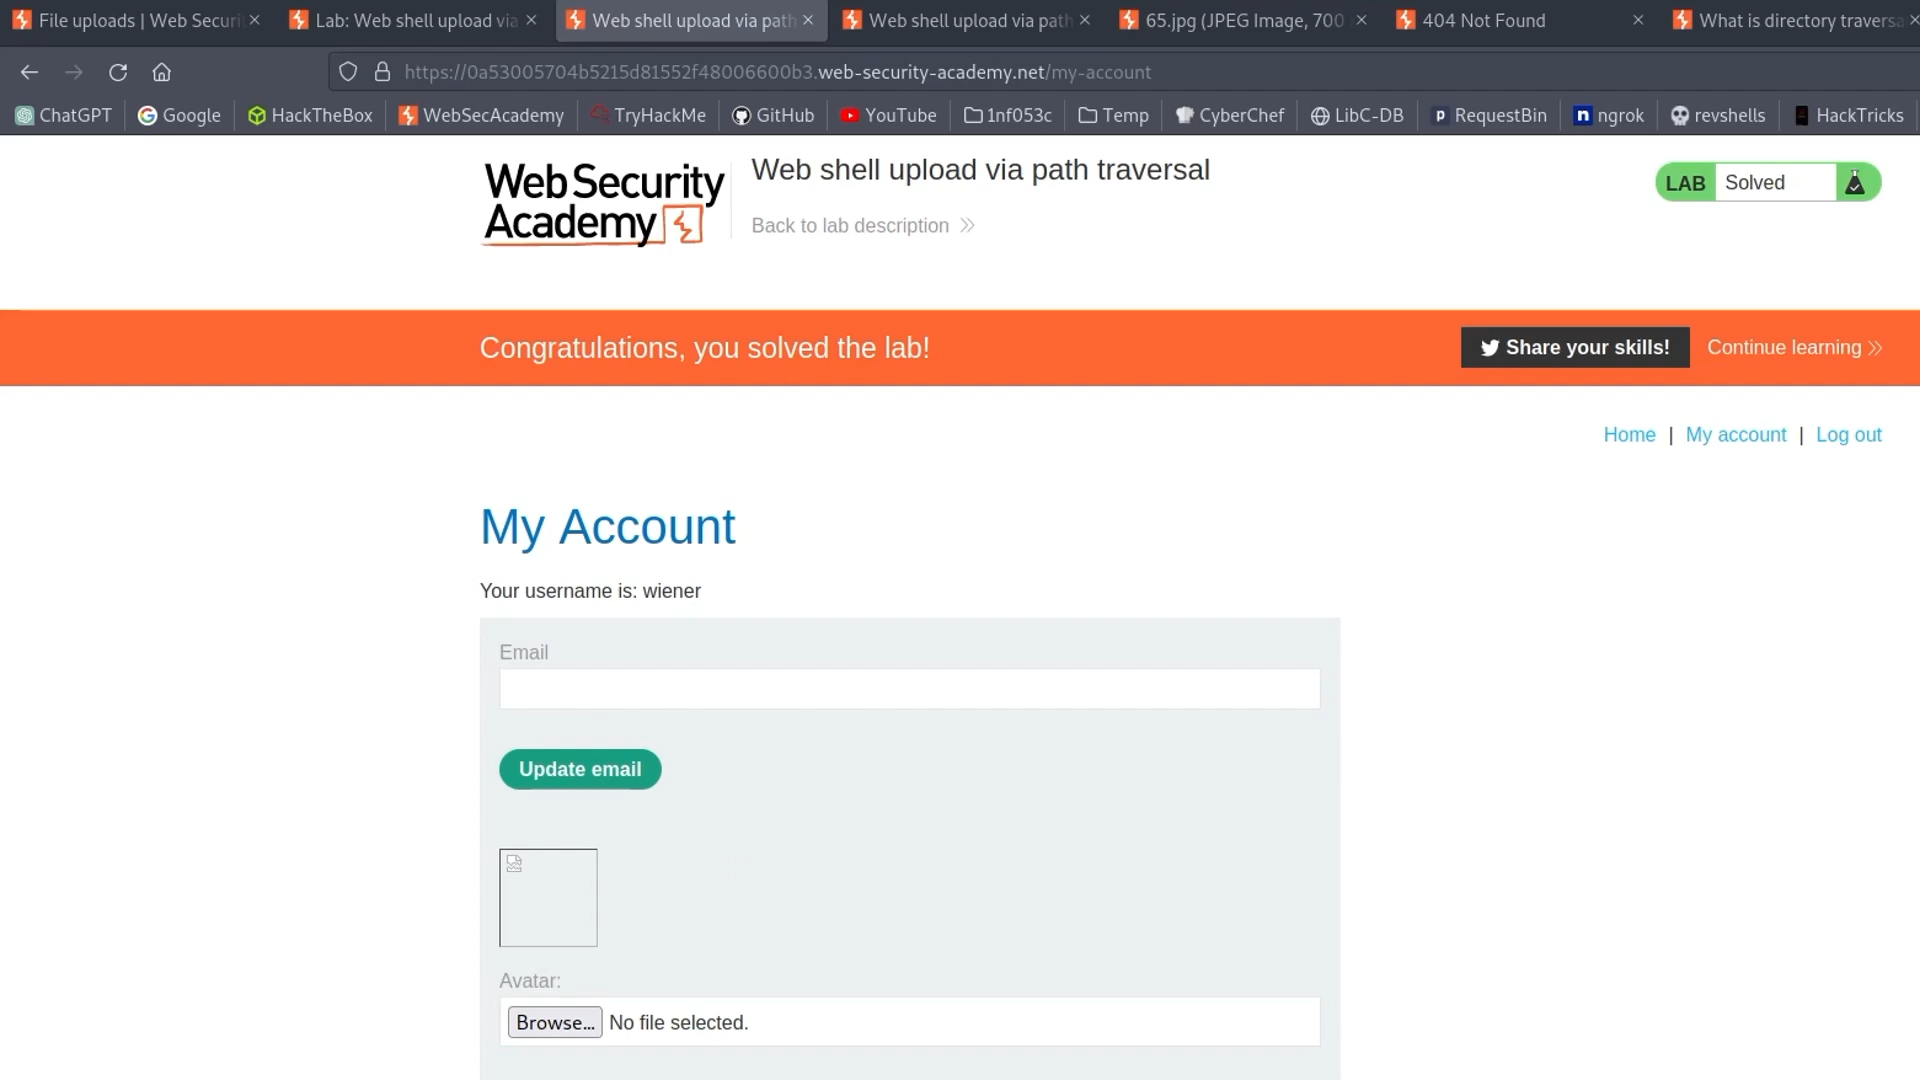 File uploads | Web Securi
Lab: Web shell upload via
Web shell upload via path
Web shell upload via path
65.jpg (JPEG Image, 700
404 Not Found
What is directory traversa
https://0a53005704b5215d81552f48006600b3.web-security-academy.net/my-account
ChatGPT
Google
HackTheBox
WebSecAcademy
TryHackMe
GitHub
YouTube
1nf053c
Temp
CyberChef
LibC-DB
RequestBin
ngrok
revshells
HackTricks
WebSecurity
Academy
Web shell upload via path traversal
Back to lab description
LAB Solved
Congratulations, you solved the lab!
Share your skills!
Continue learning
Home | My account | Log out
My Account
Your username is: wiener
Email
Update email
Avatar:
Browse... No file selected.